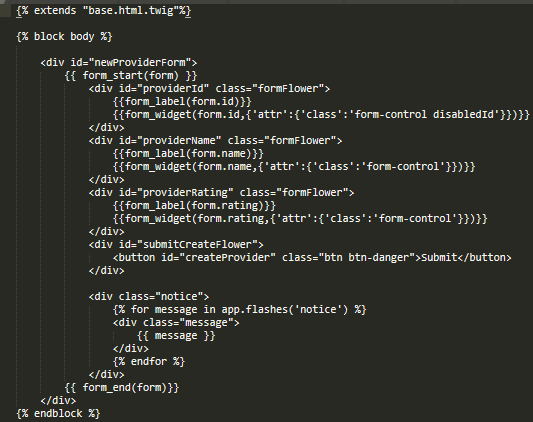 {% extends "base.html.twig"%}
{% block body %}
<div id="newProviderForm">
{{ form_start(form) }}
<div id="providerId" class="formFlower">
{{form_label(form.id)}}
{{form_widget(form.id,{'attr':{'class':'form-control disabledId'}})}}
</div>
<div id="providerName" class="formFlower">
{{form_label(form.name)}}
{{form_widget(form.name,{'attr':{'class':'form-control'}})}}
</div>
<div id="providerRating" class="formFlower">
{{form_label(form.rating)}}
{{form_widget(form.rating,{'attr':{'class':'form-control'}})}}
</div>
<div id="submitCreateFlower">
<button id="createProvider" class="btn btn-danger">Submit</button>
</div>
<div class="notice">
{% for message in app.flashes('notice') %}
<div class="message">
{{ message }}
</div>
{% endfor %}
</div>
{{ form_end(form)}}
</div>
{% endblock %}